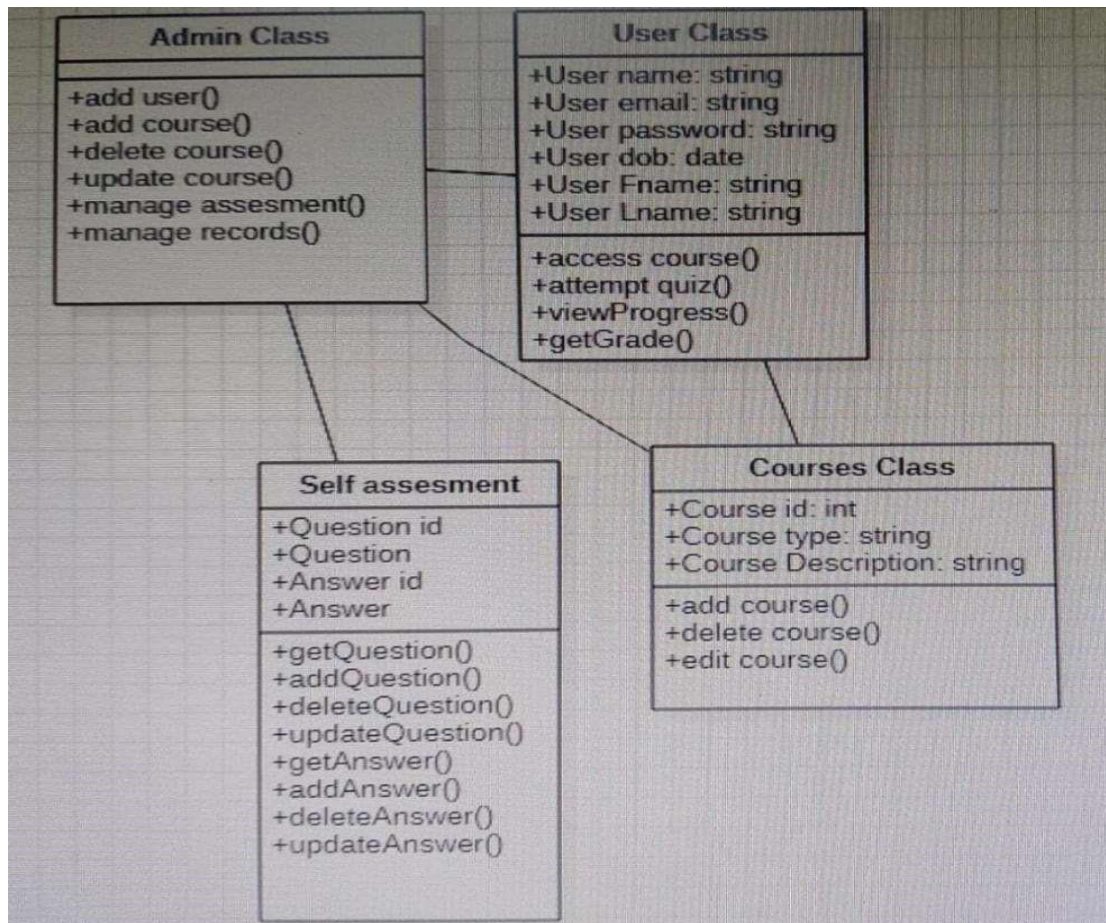 Admin Class
+add user()
+add course()
+delete course()
+update course()
+manage assesment()
+manage records()
User Class
+User name: string
+User email: string
+User password: string
+User dob: date
+User Fname: string
+User Lname: string
+access course()
+attempt quiz()
+viewProgress()
+getGrade()
Self assesment
+Question id
+Question
+Answer id
+Answer
+getQuestion()
+addQuestion()
+deleteQuestion()
+updateQuestion()
+getAnswer()
+addAnswer()
+deleteAnswer()
+updateAnswer()
Courses Class
+Course id: int
+Course type: string
+Course Description: string
+add course()
+delete course()
+edit course()